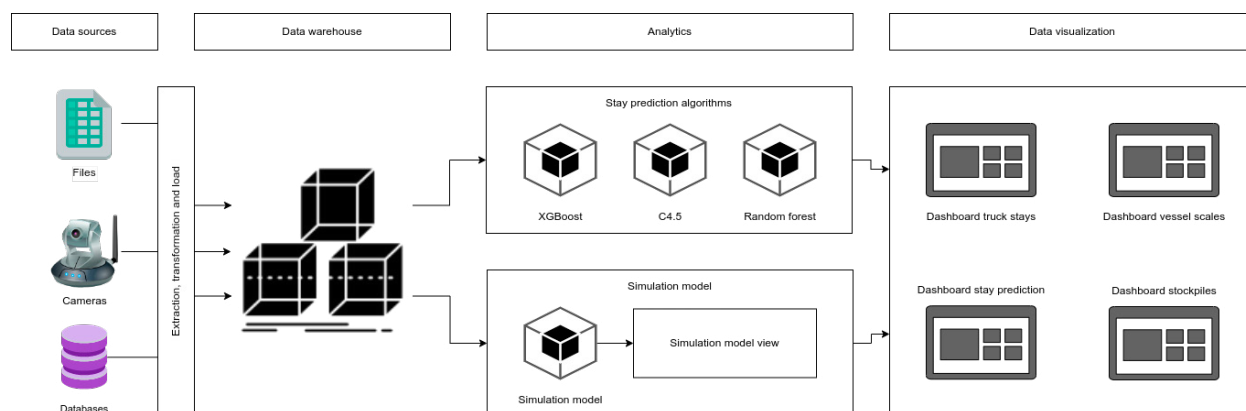 Data sources
Data warehouse
Analytics
Data visualization
Files
Cameras
Databases
Extraction, transformation and load
Stay prediction algorithms
XGBoost
C4.5
Random forest
Simulation model
Simulation model
Simulation model view
Dashboard truck stays
Dashboard vessel scales
Dashboard stay prediction
Dashboard stockpiles